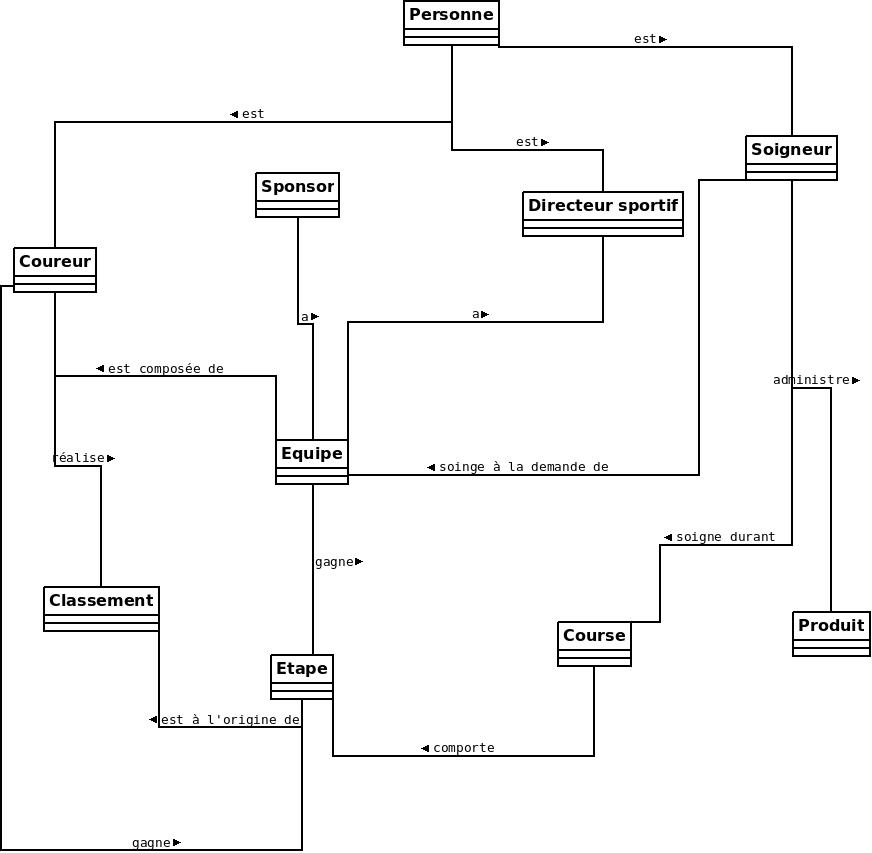 Personne
est
est
est
Soigneur
Sponsor
Directeur sportif
Coureur
a
a
est composée de
administre
Equipe
réalise
soinge à la demande de
soigne durant
gagne
Classement
Course
Produit
Etape
est à l'origine de
comporte
gagne